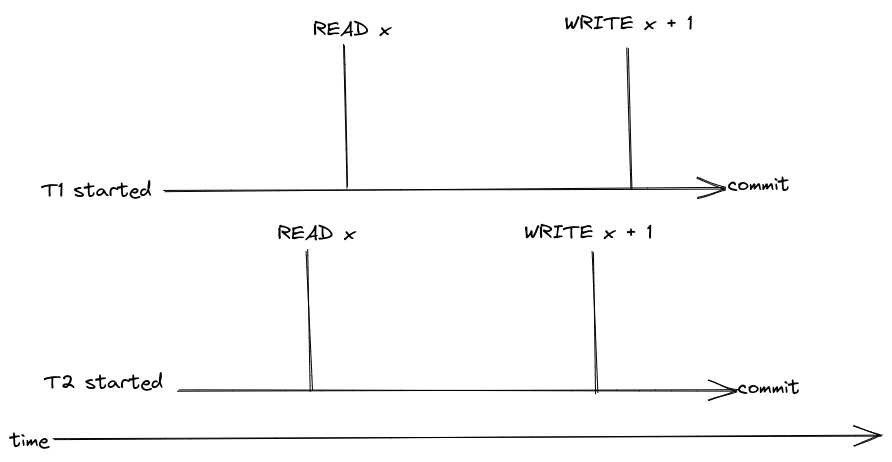 READ x
WRITE x + 1
T1 started
commit
READ x
WRITE x + 1
T2 started
commit
time